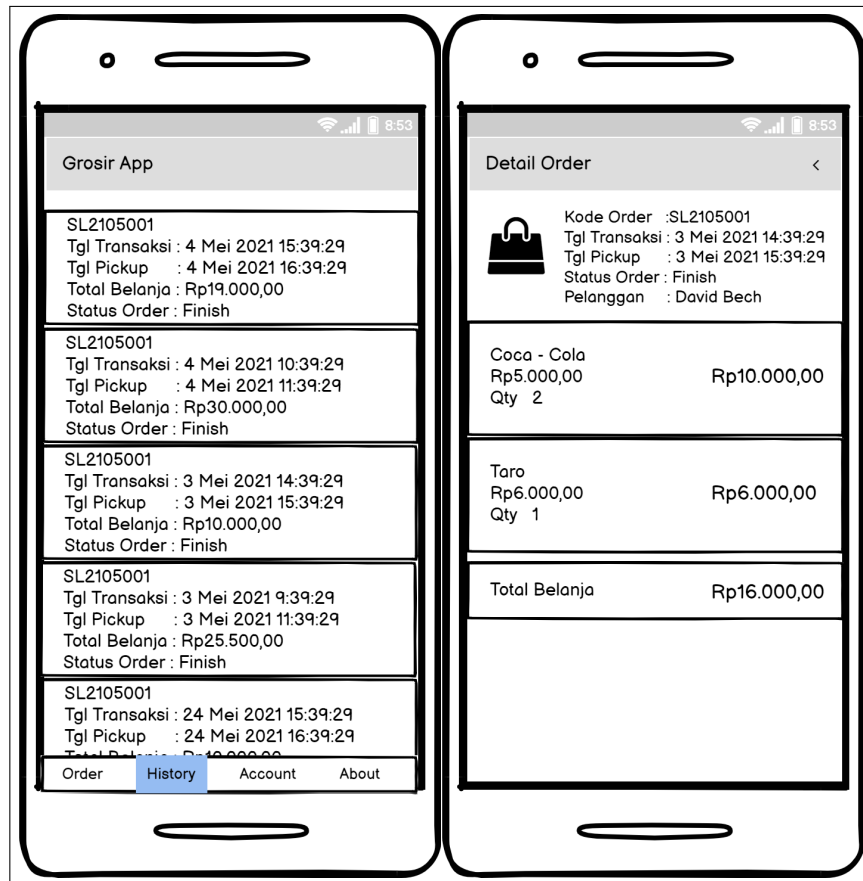 8:53
Grosir App
SL2105001
Tgl Transaksi : 4 Mei 2021 15:39:29
Tgl Pickup : 4 Mei 2021 16:39:29
Total Belanja : Rp19.000,00
Status Order : Finish
SL2105001
Tgl Transaksi : 4 Mei 2021 10:39:29
Tgl Pickup : 4 Mei 2021 11:39:29
Total Belanja : Rp30.000,00
Status Order : Finish
SL2105001
Tgl Transaksi : 3 Mei 2021 14:39:29
Tgl Pickup : 3 Mei 2021 15:39:29
Total Belanja : Rp10.000,00
Status Order : Finish
SL2105001
Tgl Transaksi : 3 Mei 2021 9:39:29
Tgl Pickup : 3 Mei 2021 11:39:29
Total Belanja : Rp25.500,00
Status Order : Finish
SL2105001
Tgl Transaksi : 24 Mei 2021 15:39:29
Tgl Pickup : 24 Mei 2021 16:39:29
Order History Account About
8:53
Detail Order <
Kode Order :SL2105001
Tgl Transaksi : 3 Mei 2021 14:39:29
Tgl Pickup : 3 Mei 2021 15:39:29
Status Order : Finish
Pelanggan : David Bech
Coca - Cola
Rp5.000,00 Rp10.000,00
Qty 2
Taro
Rp6.000,00 Rp6.000,00
Qty 1
Total Belanja Rp16.000,00